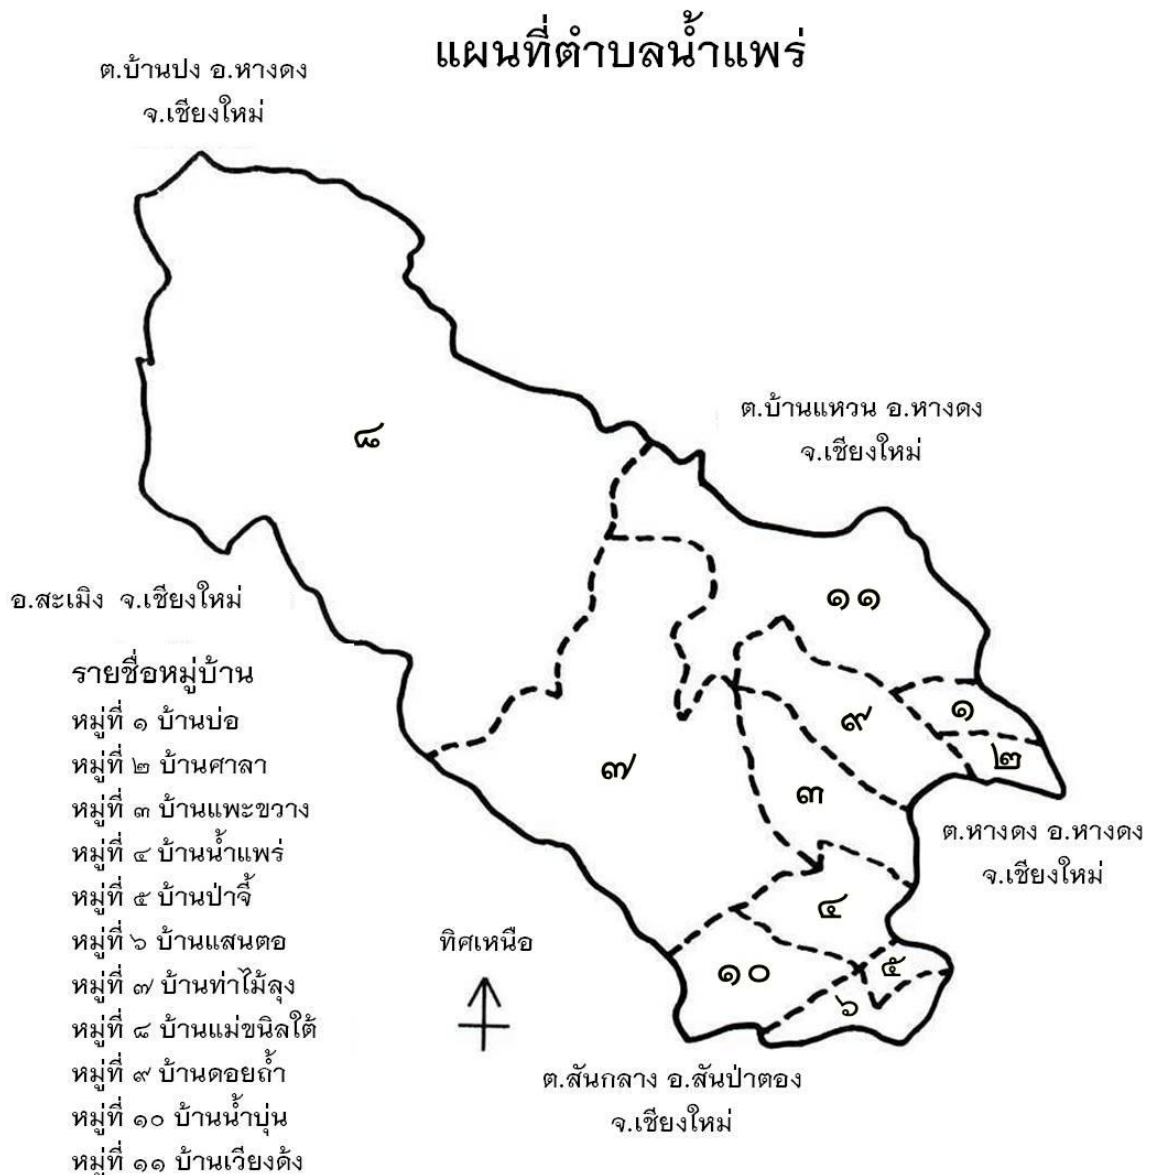 แผนที่ตำบลน้ำแพร่
ต.บ้านปง อ.หางดง
จ.เชียงใหม่
๘
ต.บ้านแหวน อ.หางดง
จ.เชียงใหม่
อ.สะเมิง จ.เชียงใหม่
๑๑
๑
๙
๒
๗
๓
ต.หางดง อ.หางดง
จ.เชียงใหม่
๔
๕
๑๐
๖
รายชื่อหมู่บ้าน
หมู่ที่ ๑ บ้านบ่อ
หมู่ที่ ๒ บ้านศาลา
หมู่ที่ ๓ บ้านแพะขวาง
หมู่ที่ ๔ บ้านน้ำแพร่
หมู่ที่ ๕ บ้านป่าจี้
หมู่ที่ ๖ บ้านแสนตอ
หมู่ที่ ๗ บ้านท่าไม้ลุง
หมู่ที่ ๘ บ้านแม่ขนิลใต้
หมู่ที่ ๙ บ้านดอยถ้ำ
หมู่ที่ ๑๐ บ้านน้ำบุ่น
หมู่ที่ ๑๑ บ้านเวียงด้ง
ทิศเหนือ
ต.สันกลาง อ.สันป่าตอง
จ.เชียงใหม่